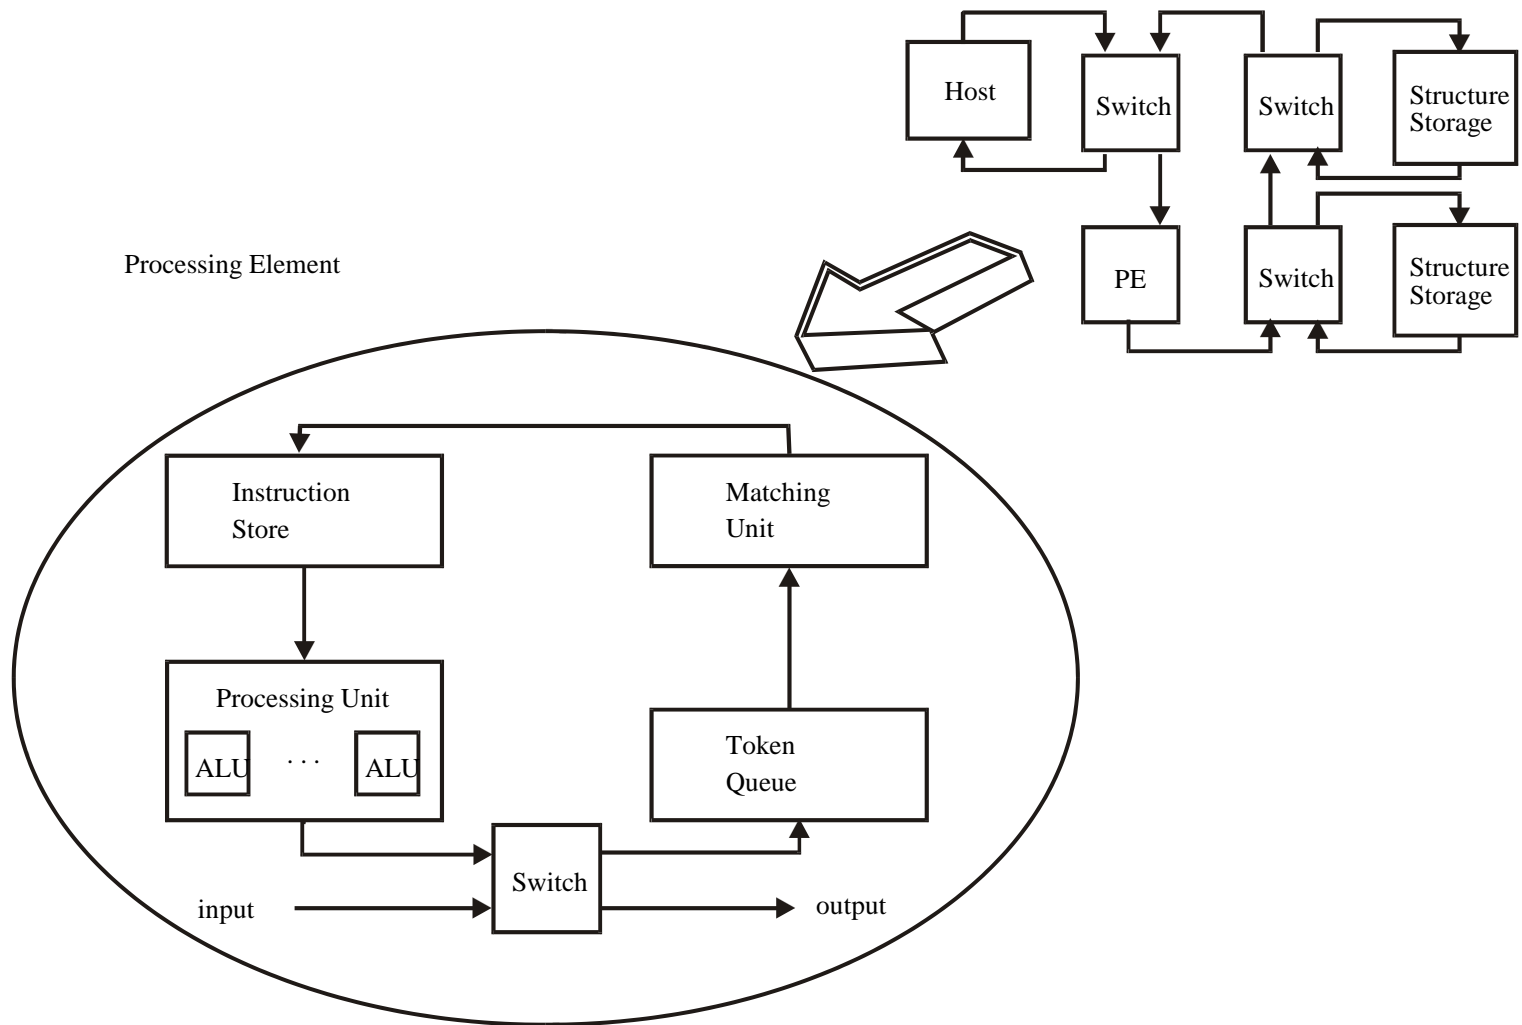 Host
Switch
Switch
Structure
Storage
Processing Element
PE
Switch
Structure
Storage
Instruction
Store
Matching
Unit
Processing Unit
ALU
. . .
ALU
Token
Queue
Switch
input
output